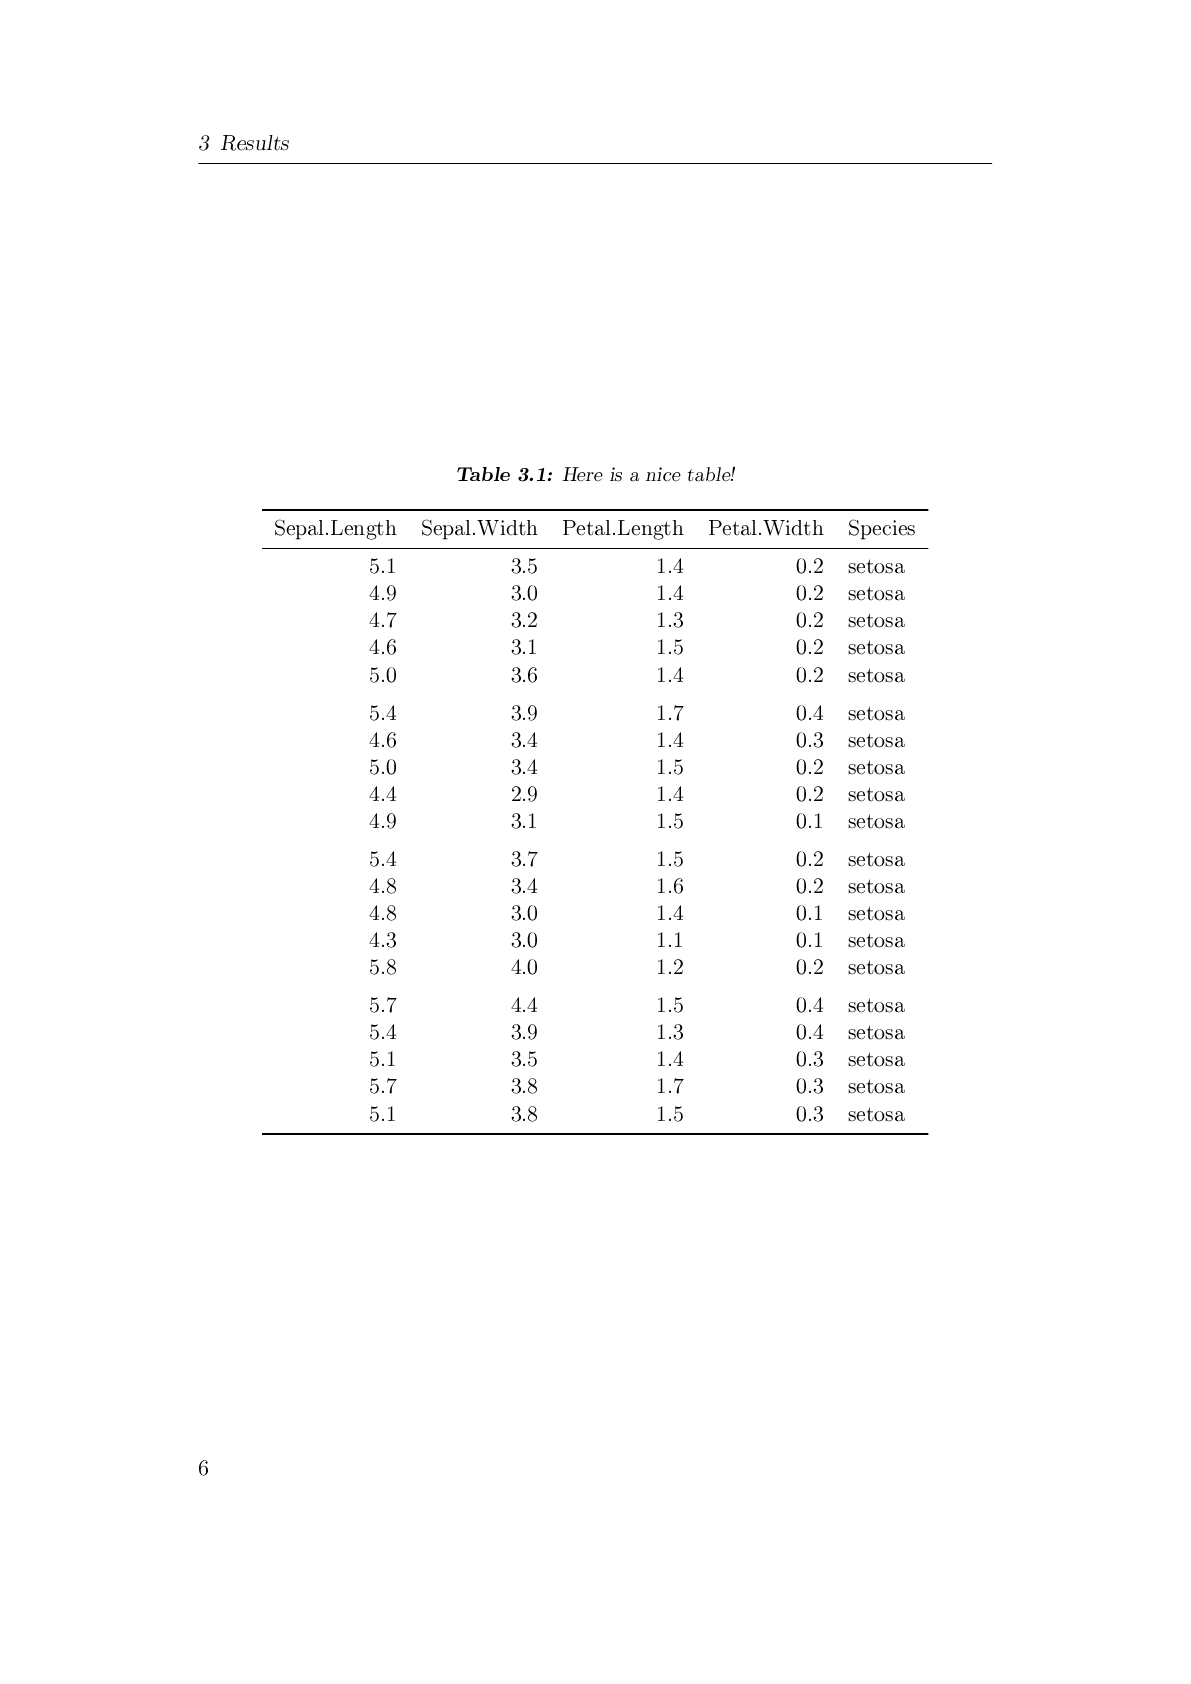 3 Results
Table 3.1: Here is a nice table!
Sepal.Length Sepal.Width Petal.Length Petal.Width Species
5.1 3.5 1.4 0.2 setosa
4.9 3.0 1.4 0.2 setosa
4.7 3.2 1.3 0.2 setosa
4.6 3.1 1.5 0.2 setosa
5.0 3.6 1.4 0.2 setosa
5.4 3.9 1.7 0.4 setosa
4.6 3.4 1.4 0.3 setosa
5.0 3.4 1.5 0.2 setosa
4.4 2.9 1.4 0.2 setosa
4.9 3.1 1.5 0.1 setosa
5.4 3.7 1.5 0.2 setosa
4.8 3.4 1.6 0.2 setosa
4.8 3.0 1.4 0.1 setosa
4.3 3.0 1.1 0.1 setosa
5.8 4.0 1.2 0.2 setosa
5.7 4.4 1.5 0.4 setosa
5.4 3.9 1.3 0.4 setosa
5.1 3.5 1.4 0.3 setosa
5.7 3.8 1.7 0.3 setosa
5.1 3.8 1.5 0.3 setosa
6